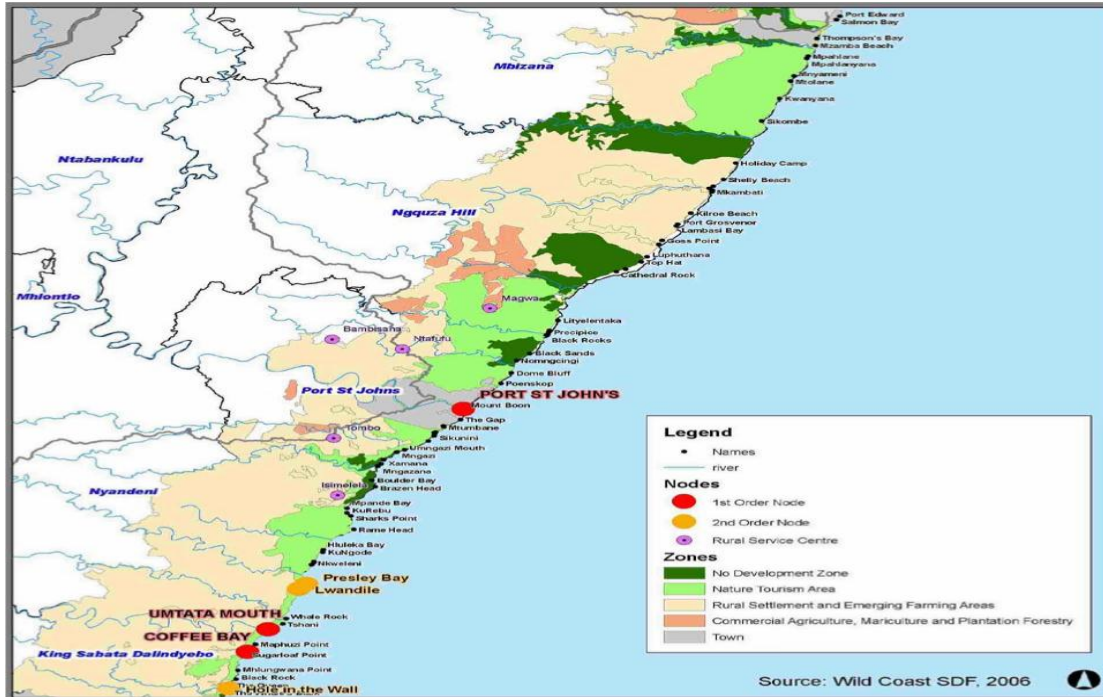 Port Edward
Salmon Bay
Thompson's Bay
Mzamba Beach
Mpahlane
Mpahlanyana
Mnyameni
Mtolane
Kwanyana
Sikombe
Mbizana
Ntabankulu
Holiday Camp
Shelly Beach
Mkambati
Ngquza Hill
Kilroe Beach
Port Grosvenor
Lambasi Bay
Goss Point
Luphuthana
Top Hat
Cathedral Rock
Mhlontlo
Magwa
Lityelentaka
Bambisana
Ntafufu
Precipice
Black Rocks
Black Sands
Nomngcingi
Dome Bluff
Poenskop
Port St Johns
PORT ST JOHN'S
Mount Boon
The Gap
Mtumbane
Tombo
Sikunini
Umngazi Mouth
Mngazi
Xamana
Mngazana
Boulder Bay
Brazen Head
Nyandeni
Isimelela
Mpande Bay
KuRebu
Sharks Point
Rame Head
Hluleka Bay
KuNgode
Nkweleni
Presley Bay
Lwandile
UMTATA MOUTH
Whale Rock
Tshani
COFFEE BAY
Maphuzi Point
King Sabata Dalindyebo
Sugarloaf Point
Mhlungwana Point
Black Rock
Hole in the Wall
Legend
Names
river
Nodes
1st Order Node
2nd Order Node
Rural Service Centre
Zones
No Development Zone
Nature Tourism Area
Rural Settlement and Emerging Farming Areas
Commercial Agriculture, Mariculture and Plantation Forestry
Town
Source: Wild Coast SDF, 2006